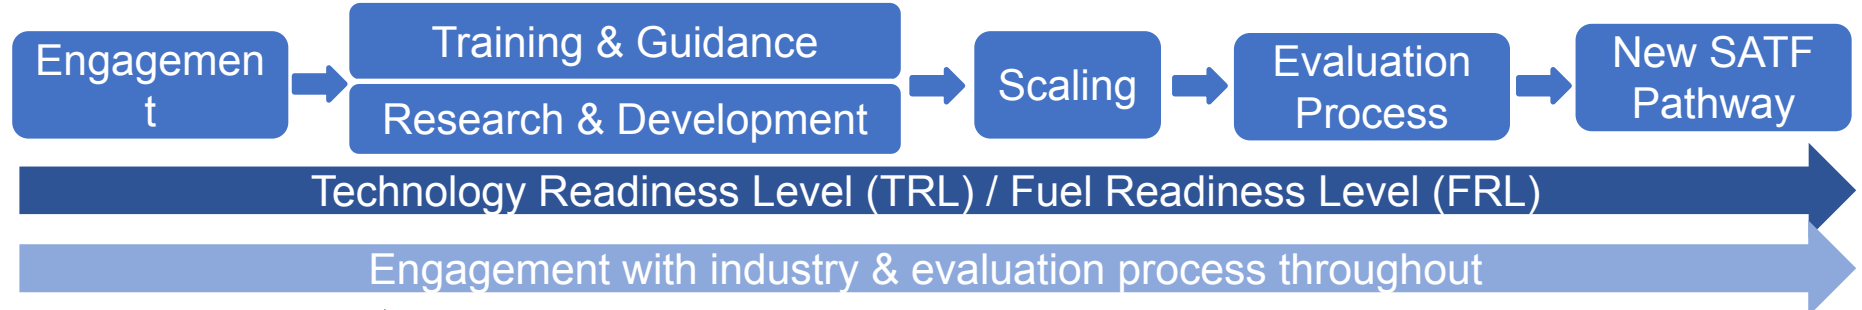 Engagemen
t
Training & Guidance
Research & Development
Scaling
Evaluation
Process
New SATF
Pathway
Technology Readiness Level (TRL) / Fuel Readiness Level (FRL)
Engagement with industry & evaluation process throughout